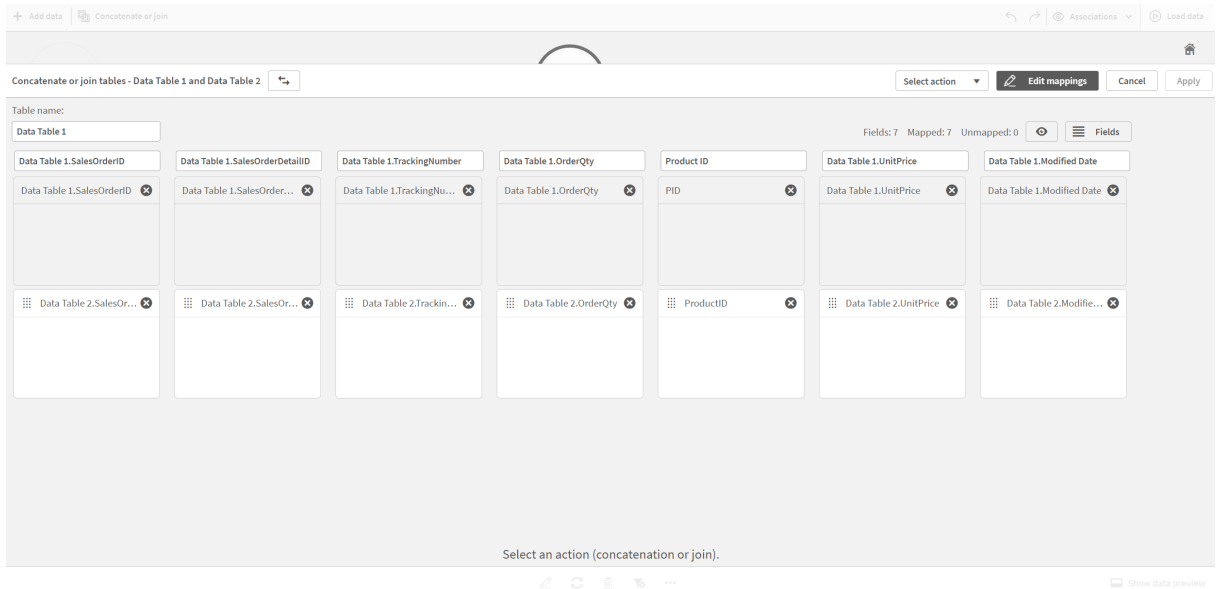 Add data Concatenate or join Associations Load data
Concatenate or join tables - Data Table 1 and Data Table 2 Select action Edit mappings Cancel Apply
Table name:
Data Table 1 Fields: 7 Mapped: 7 Unmapped: 0 Fields
Data Table 1.SalesOrderID Data Table 1.SalesOrderDetailID Data Table 1.TrackingNumber Data Table 1.OrderQty Product ID Data Table 1.UnitPrice Data Table 1.Modified Date
Data Table 1.SalesOrderID Data Table 1.SalesOrder... Data Table 1.TrackingNu... Data Table 1.OrderQty PID Data Table 1.UnitPrice Data Table 1.Modified Date
Data Table 2.SalesOr... Data Table 2.SalesOr... Data Table 2.Trackin... Data Table 2.OrderQty ProductID Data Table 2.UnitPrice Data Table 2.Modifie...
Select an action (concatenation or join).
Show data preview